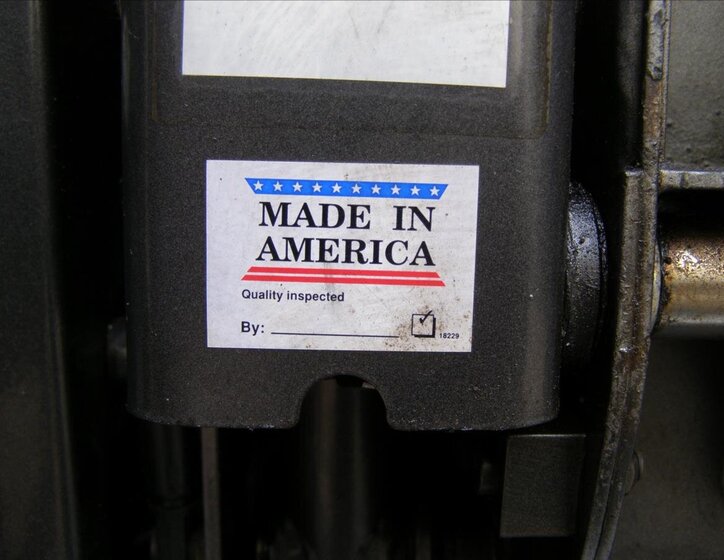 MADE IN
AMERICA
Quality inspected
By:
18229